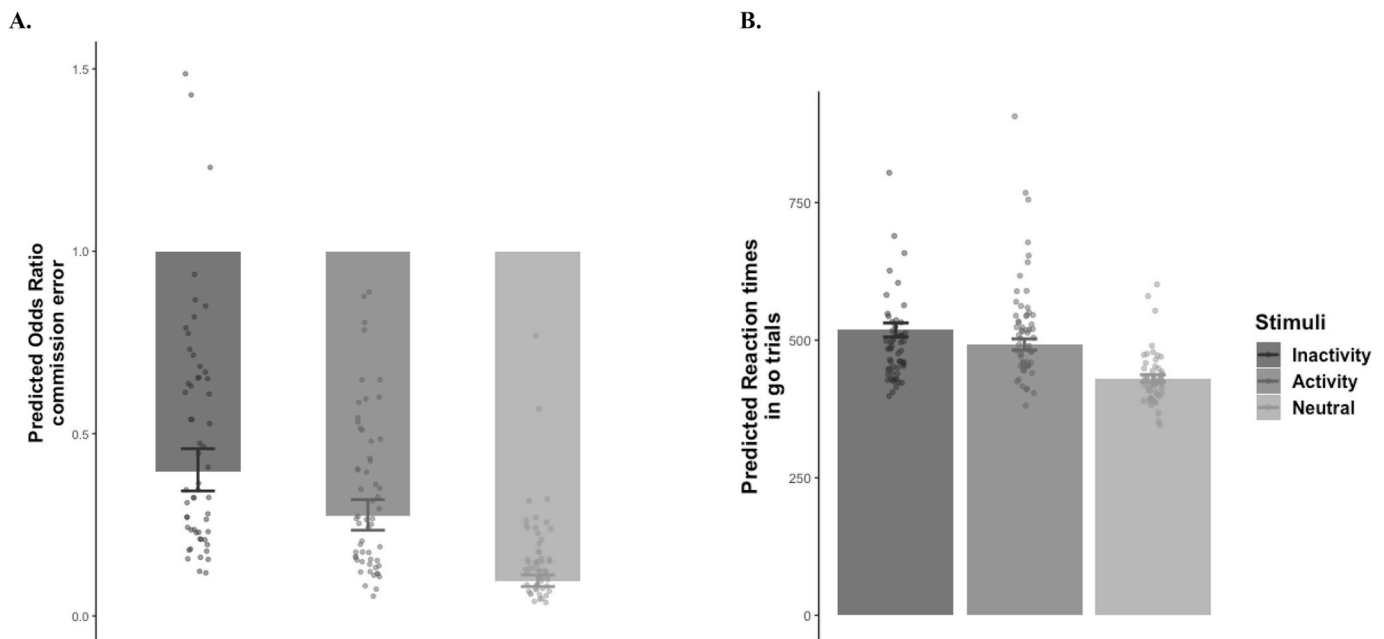 A.
1.5
1.0
0.5
0.0
Predicted Odds Ratio
commission error
B.
750
500
250
0
Predicted Reaction times
in go trials
Stimuli
Inactivity
Activity
Neutral